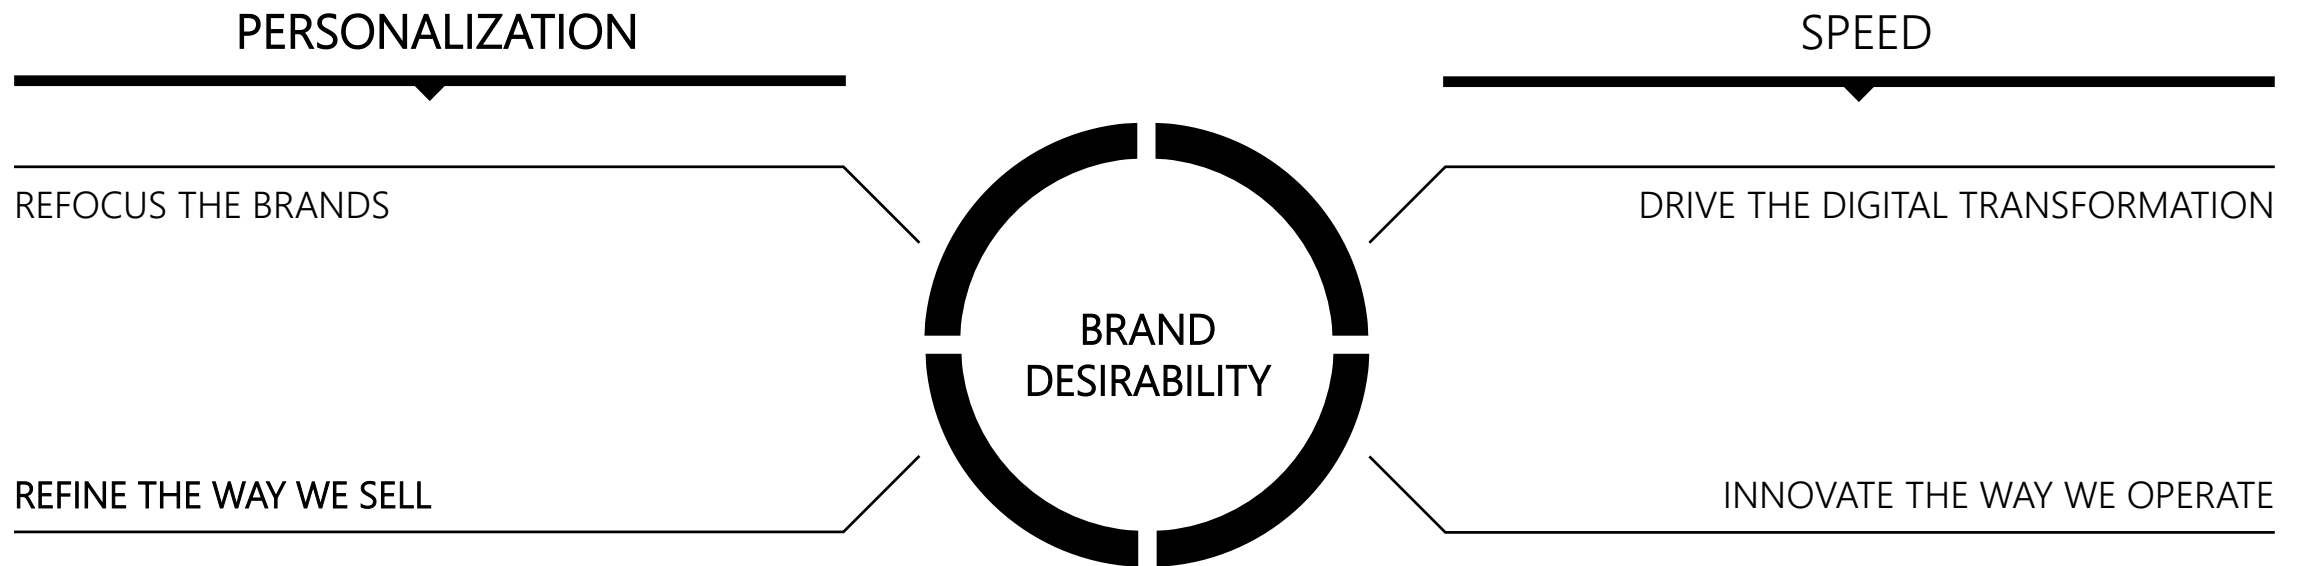 PERSONALIZATION
SPEED
REFOCUS THE BRANDS
DRIVE THE DIGITAL TRANSFORMATION
BRAND
DESIRABILITY
REFINE THE WAY WE SELL
INNOVATE THE WAY WE OPERATE